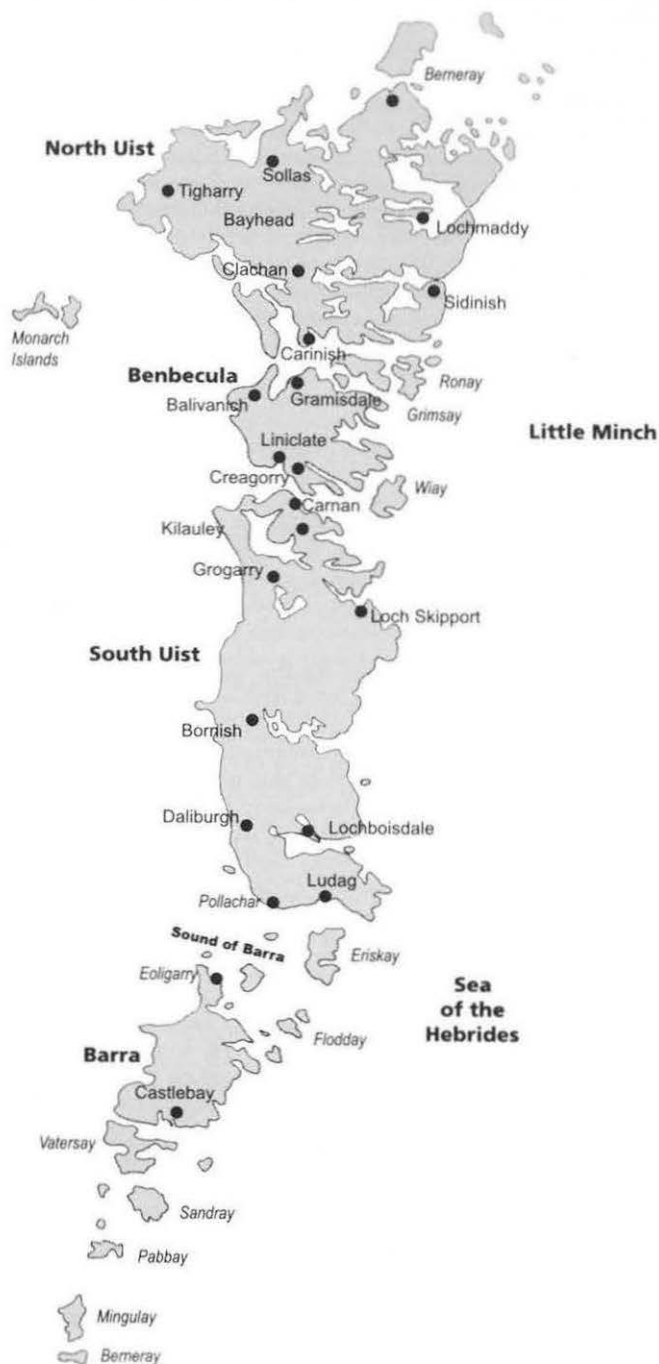 Berneray
North Uist
Sollas
Tigharry
Bayhead
Lochmaddy
Clachan
Sidinish
Monarch
Islands
Carinish
Benbecula
Ronay
Gramisdale
Balivanich
Grimsay
Little Minch
Liniclate
Creagorry
Wiay
Carnan
Kilauley
Grogarry
Loch Skipport
South Uist
Bornish
Daliburgh
Lochboisdale
Ludag
Pollachar
Sound of Barra
Eriskay
Eoligarry
Sea
of the
Hebrides
Flodday
Barra
Castlebay
Vatersay
Sandray
Pabbay
Mingulay
Berneray